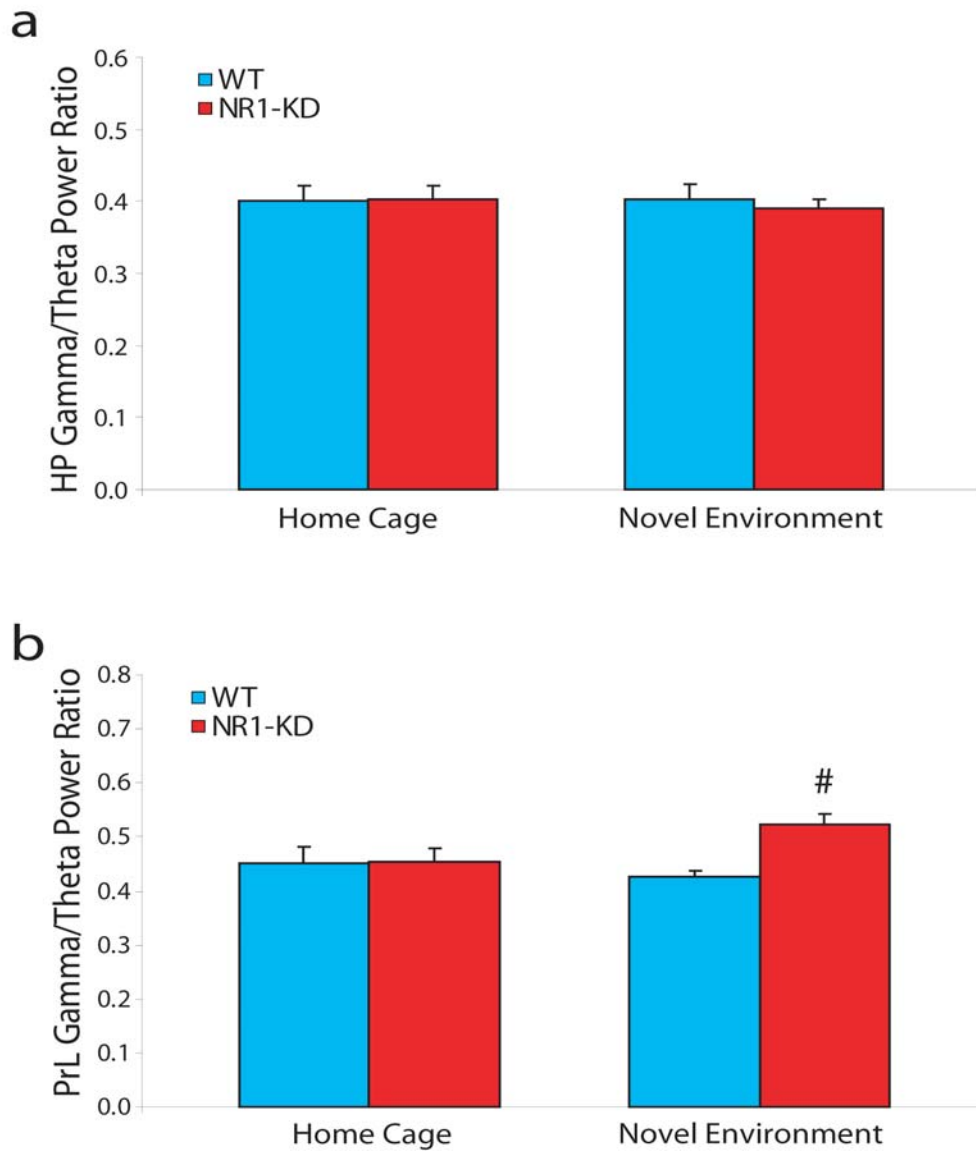 a
HP Gamma/Theta Power Ratio
0.6
0.5
0.4
0.3
0.2
0.1
0.0
WT
NR1-KD
Home Cage Novel Environment
b
PrL Gamma/Theta Power Ratio
0.8
0.7
0.6
0.5
0.4
0.3
0.2
0.1
0.0
WT
NR1-KD
#
Home Cage Novel Environment